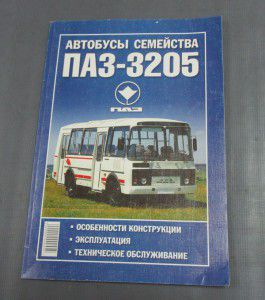 АВТОБУСЫ СЕМЕЙСТВА
ПАЗ-3205
ПАЗ
• ОСОБЕННОСТИ КОНСТРУКЦИИ
• ЭКСПЛУАТАЦИЯ
• ТЕХНИЧЕСКОЕ ОБСЛУЖИВАНИЕ